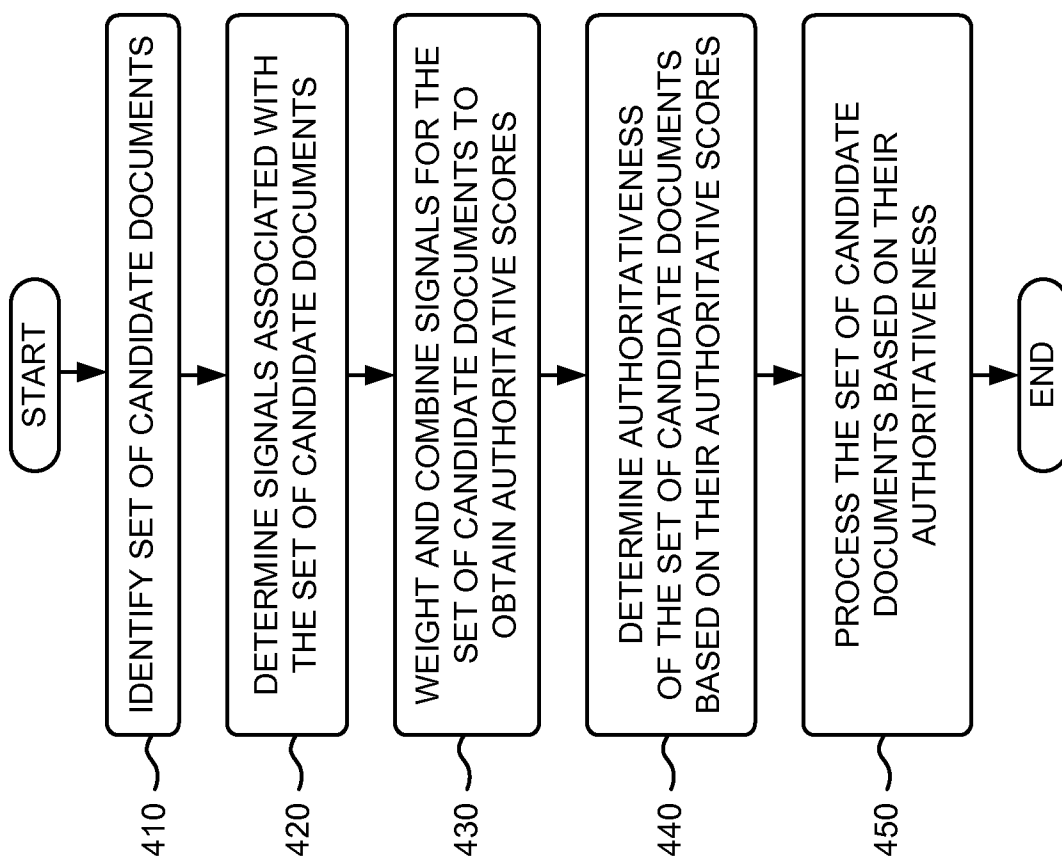 START
IDENTIFY SET OF CANDIDATE DOCUMENTS
410
DETERMINE SIGNALS ASSOCIATED WITH
THE SET OF CANDIDATE DOCUMENTS
420
WEIGHT AND COMBINE SIGNALS FOR THE
SET OF CANDIDATE DOCUMENTS TO
OBTAIN AUTHORITATIVE SCORES
430
DETERMINE AUTHORITATIVENESS
OF THE SET OF CANDIDATE DOCUMENTS
BASED ON THEIR AUTHORITATIVE SCORES
440
PROCESS THE SET OF CANDIDATE
DOCUMENTS BASED ON THEIR
AUTHORITATIVENESS
450
END